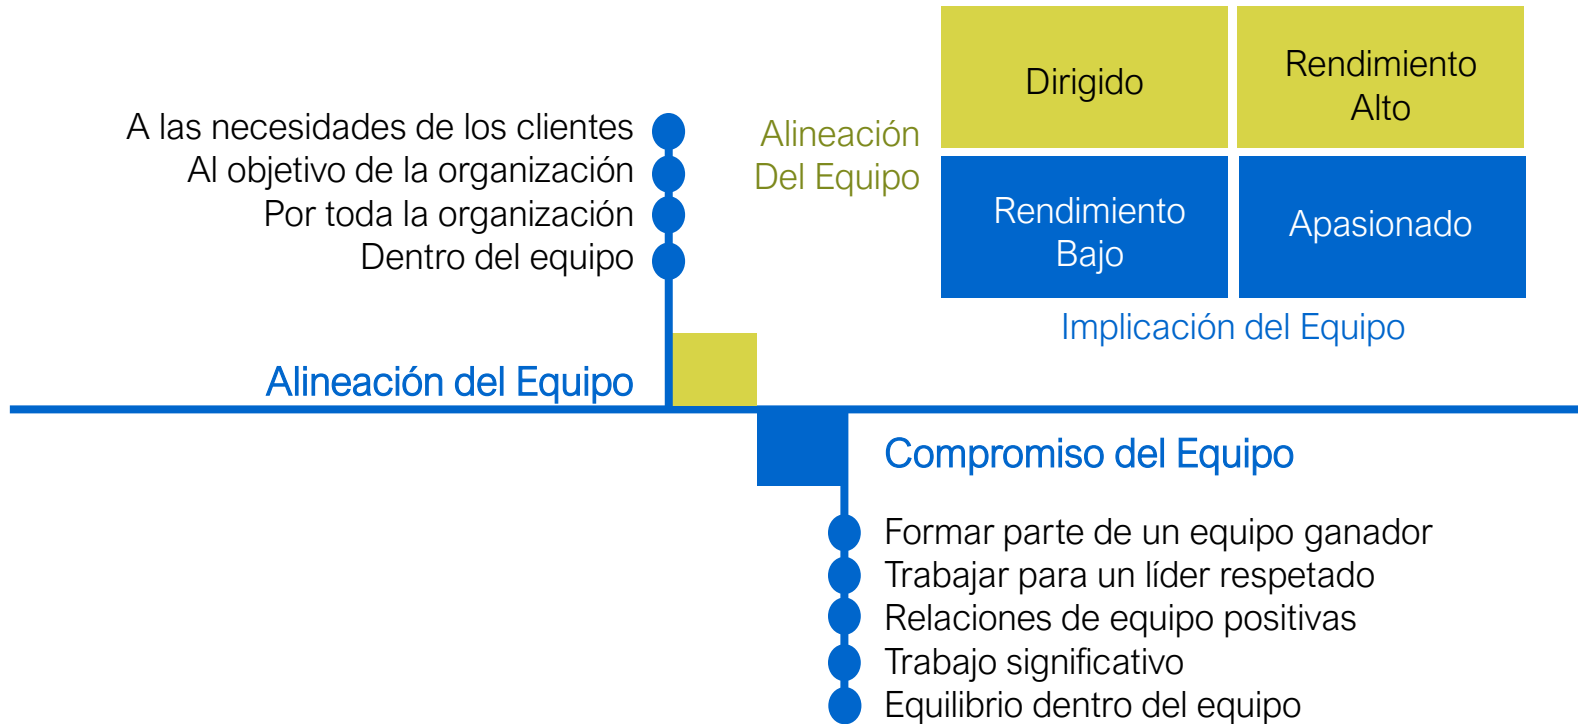 A las necesidades de los clientes
Al objetivo de la organización
Por toda la organización
Dentro del equipo
Alineación del Equipo
Alineación
Del Equipo
Dirigido
Rendimiento
Alto
Rendimiento
Bajo
Apasionado
Implicación del Equipo
Compromiso del Equipo
Formar parte de un equipo ganador
Trabajar para un líder respetado
Relaciones de equipo positivas
Trabajo significativo
Equilibrio dentro del equipo